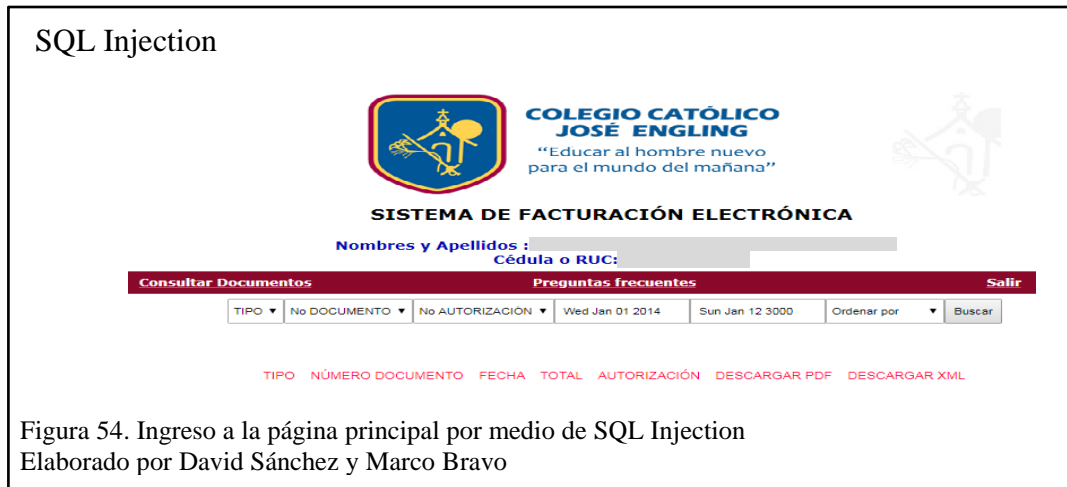 SQL Injection
COLEGIO CATÓLICO
JOSÉ ENGLING
“Educar al hombre nuevo
para el mundo del mañana”
SISTEMA DE FACTURACIÓN ELECTRÓNICA
Nombres y Apellidos :
Cédula o RUC:
Consultar Documentos Preguntas frecuentes Salir
TIPO No DOCUMENTO No AUTORIZACIÓN Wed Jan 01 2014 Sun Jan 12 3000 Ordenar por Buscar
TIPO NÚMERO DOCUMENTO FECHA TOTAL AUTORIZACIÓN DESCARGAR PDF DESCARGAR XML
Figura 54. Ingreso a la página principal por medio de SQL Injection
Elaborado por David Sánchez y Marco Bravo